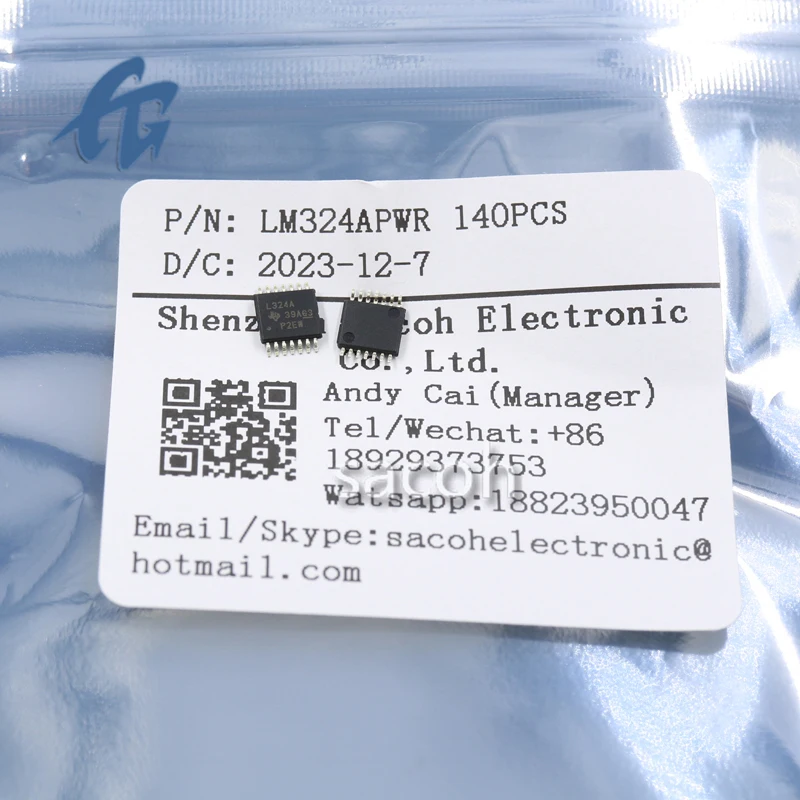 P/N: LM324APWR 140PCS
D/C: 2023-12-7
L324A
39A63
P2EW
Shenz coh Electronic
Co.,Ltd.
Andy Cai(Manager)
Tel/Wechat:+86
18929373753
sacoh
Watsapp:18823950047
Email/Skype:sacohelectronic@
hotmail.com